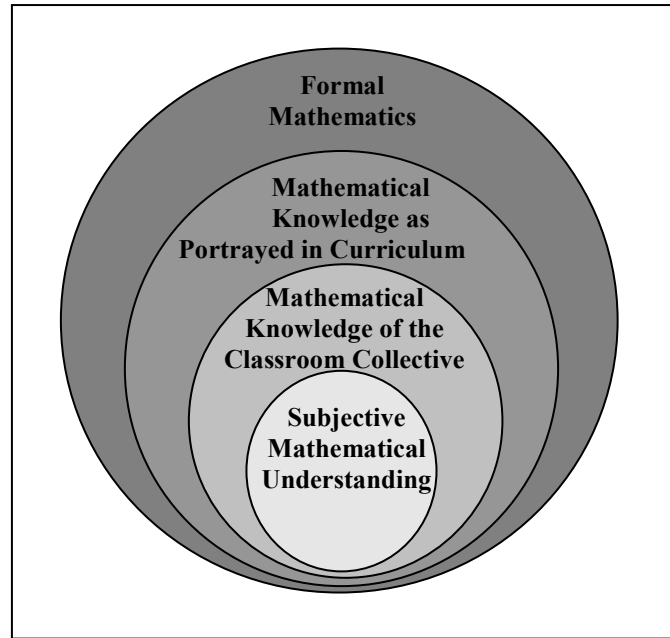 Formal
Mathematics
Mathematical
Knowledge as
Portrayed in Curriculum
Mathematical
Knowledge of the
Classroom Collective
Subjective
Mathematical
Understanding